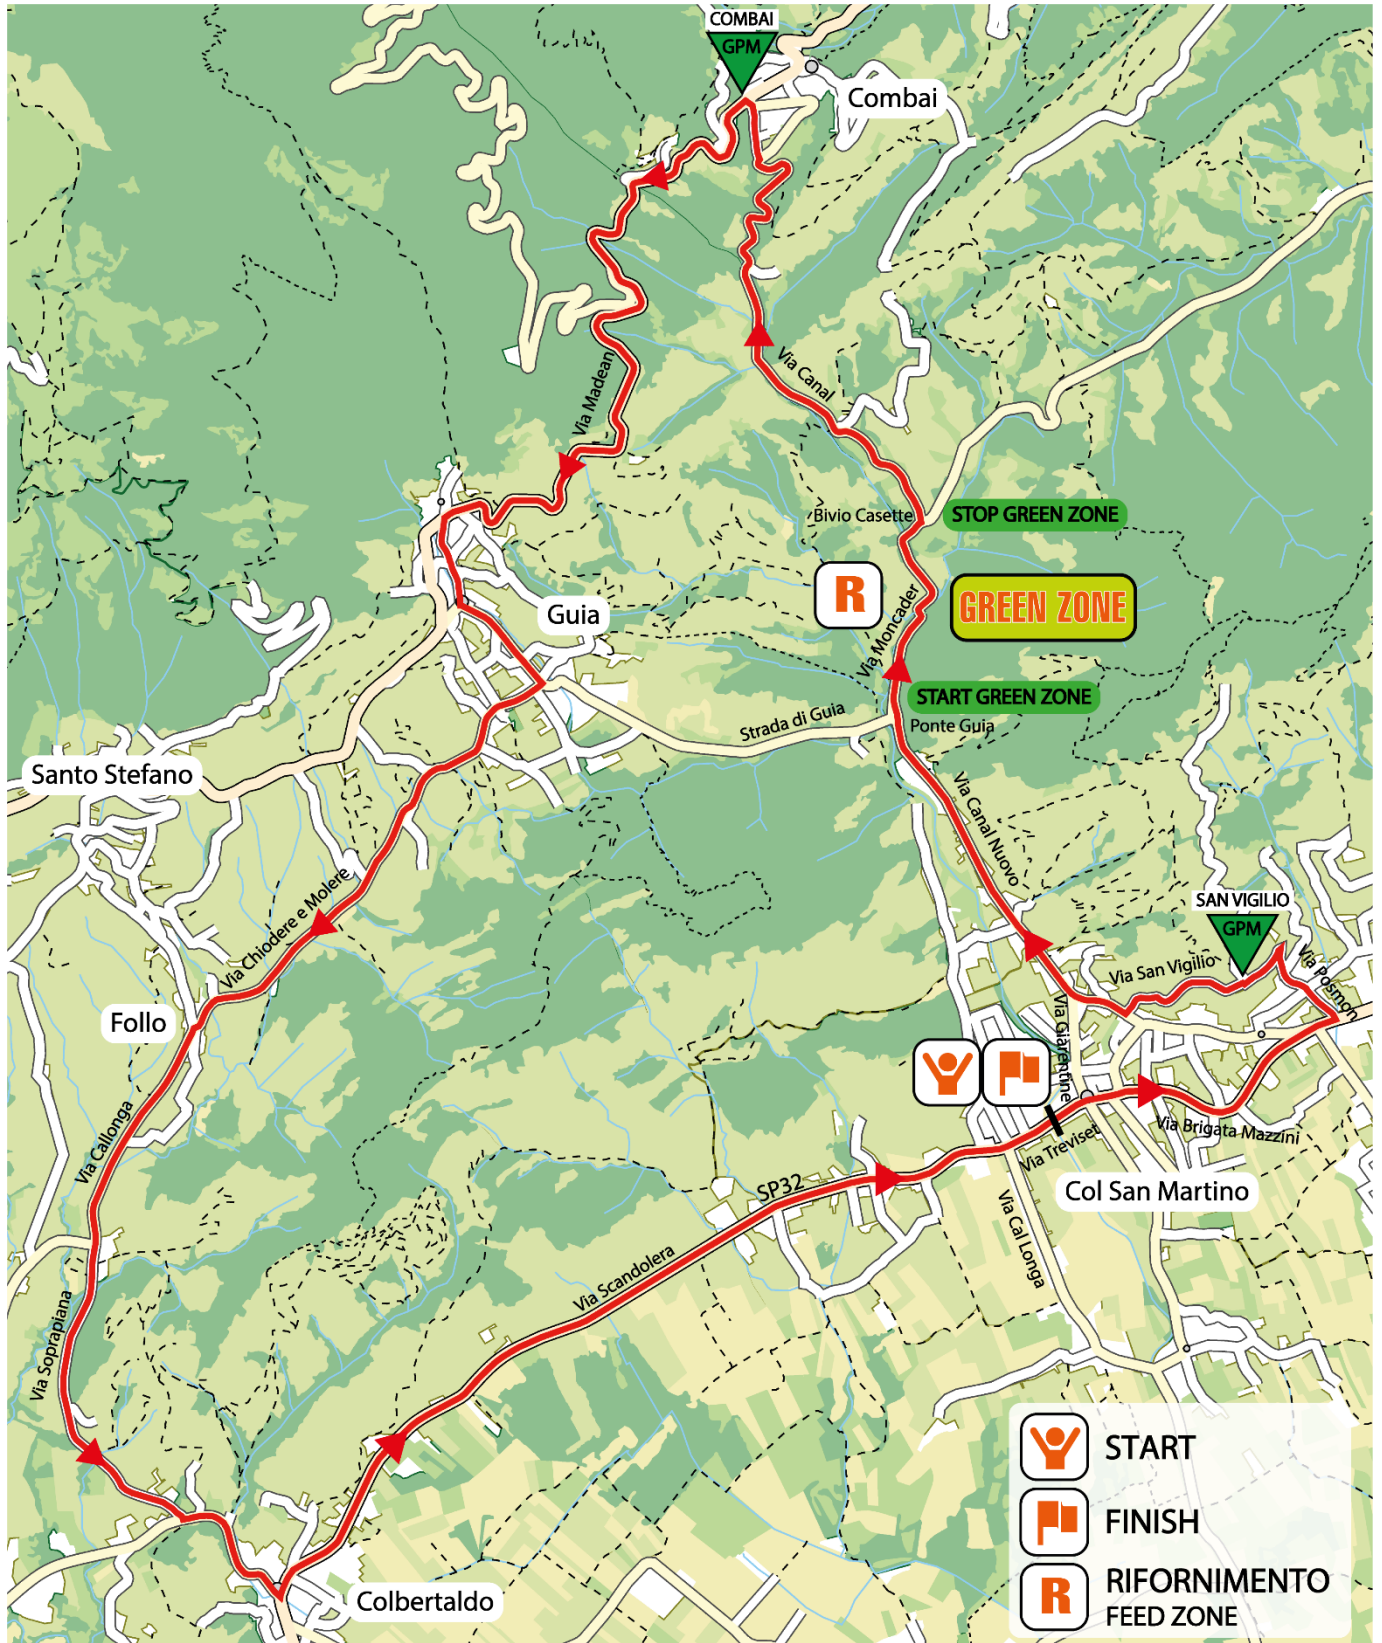 COMBAI
GPM
Combai
Via Canal
Via Madean
Bivio Casette
STOP GREEN ZONE
R
GREEN ZONE
Via Moncader
Guia
START GREEN ZONE
Strada di Guia
Ponte Guia
Santo Stefano
Via Canal Nuovo
Via Chiodere e Molere
SAN VIGILIO
GPM
Via San Vigilio
Via Posmon
Follo
Via Giarentine
Via Callonga
Via Brigata Mazzini
Via Treviset
SP32
Col San Martino
Via Cal Longa
Via Scandolera
Via Soprapiana
Colbertaldo
START
FINISH
R
RIFORNIMENTO
FEED ZONE